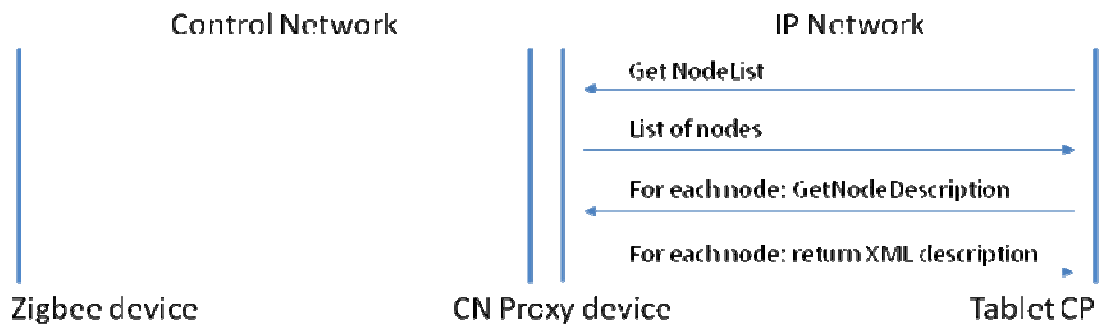 Control Network
IP Network
Get NodeList
List of nodes
For each node: GetNodeDescription
For each node: return XML description
Zigbee device
CN Proxy device
Tablet CP